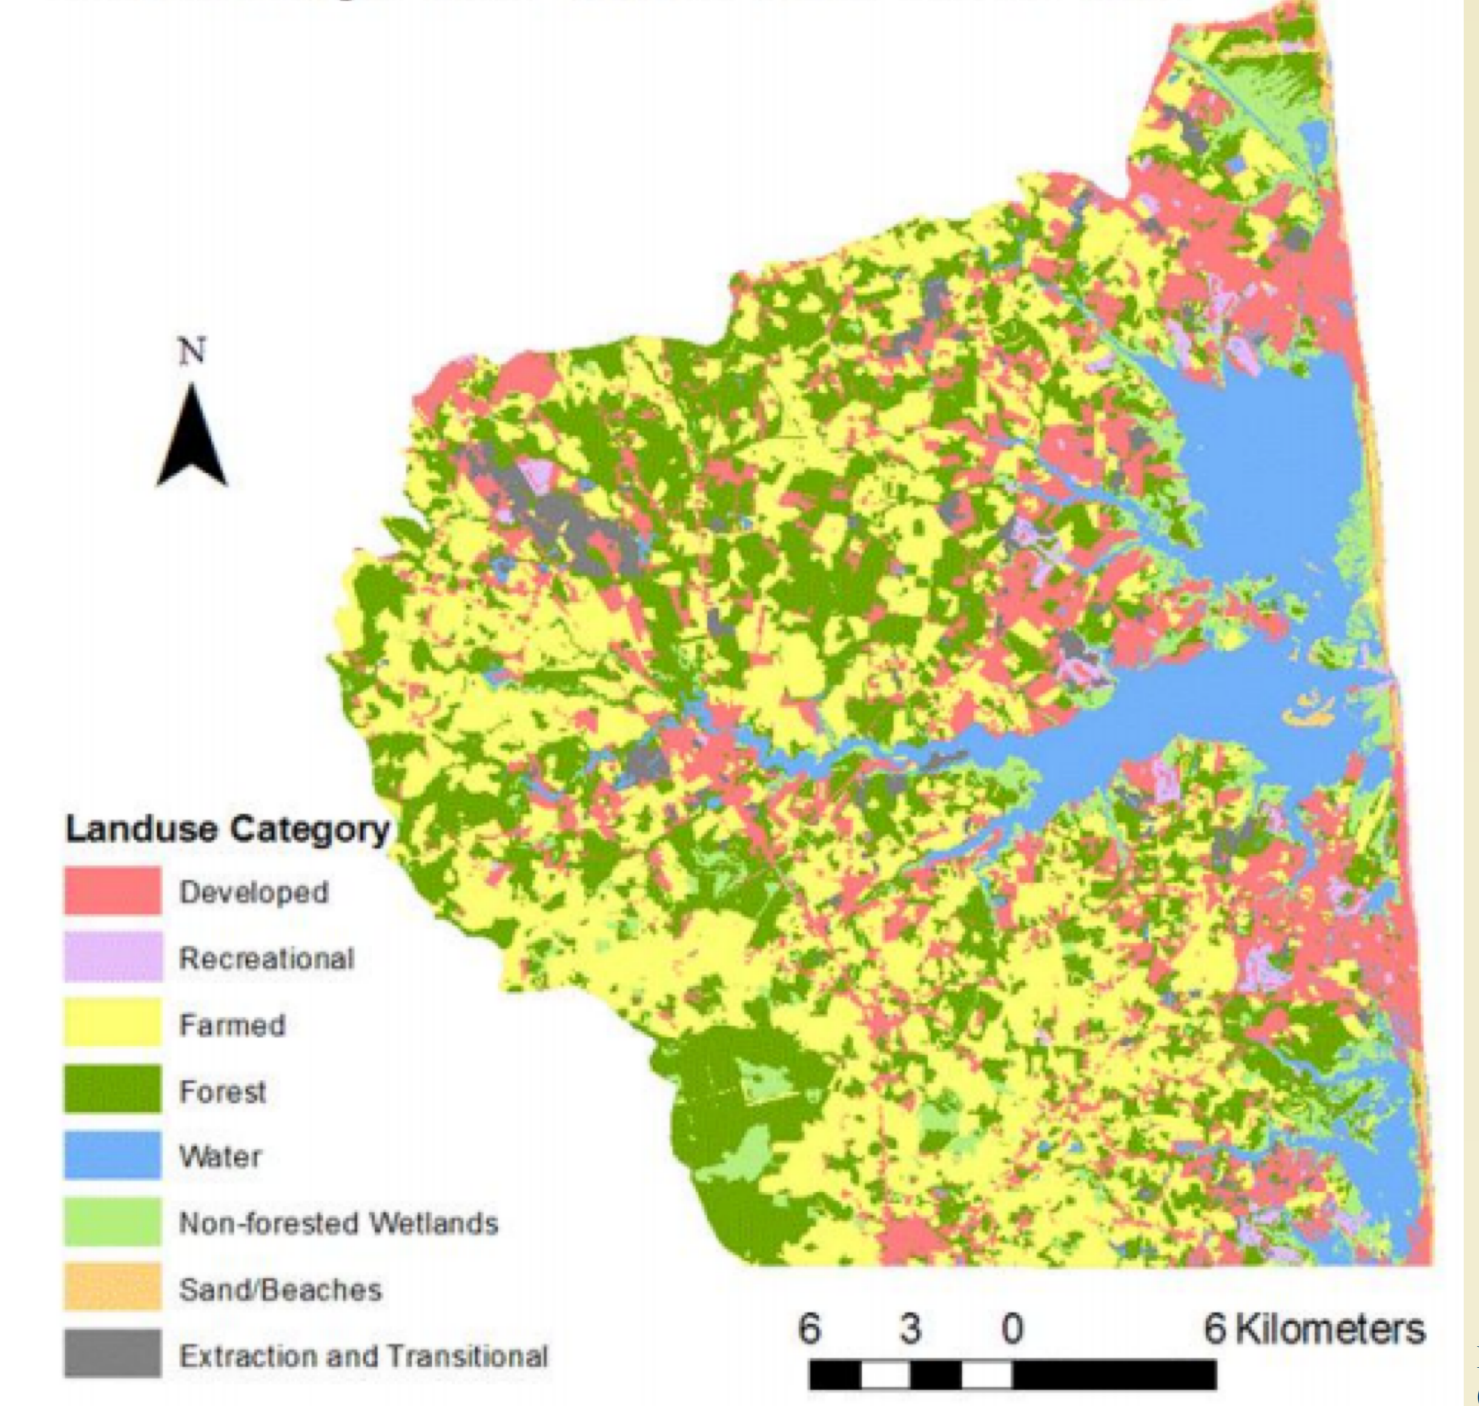 N
Landuse Category
Developed
Recreational
Farmed
Forest
Water
Non-forested Wetlands
Sand/Beaches
Extraction and Transitional
6 3 0 6 Kilometers